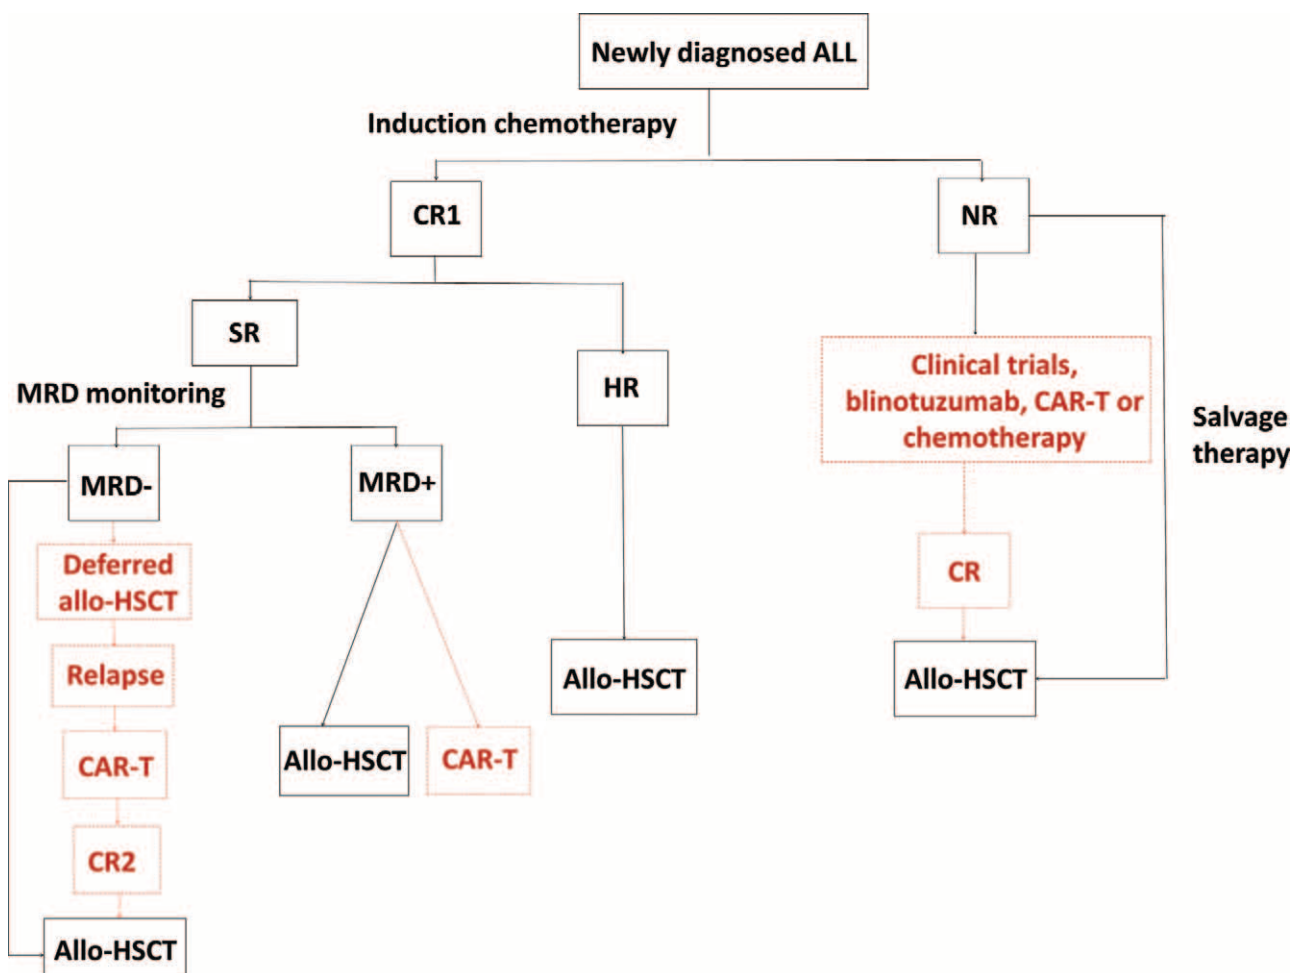 Newly diagnosed ALL
Induction chemotherapy
CR1
NR
SR
HR
MRD monitoring
Clinical trials,
blinotuzumab, CAR-T or
chemotherapy
Salvage
therapy
MRD-
MRD+
Deferred
allo-HSCT
CR
Relapse
Allo-HSCT
Allo-HSCT
CAR-T
Allo-HSCT
CAR-T
CR2
Allo-HSCT